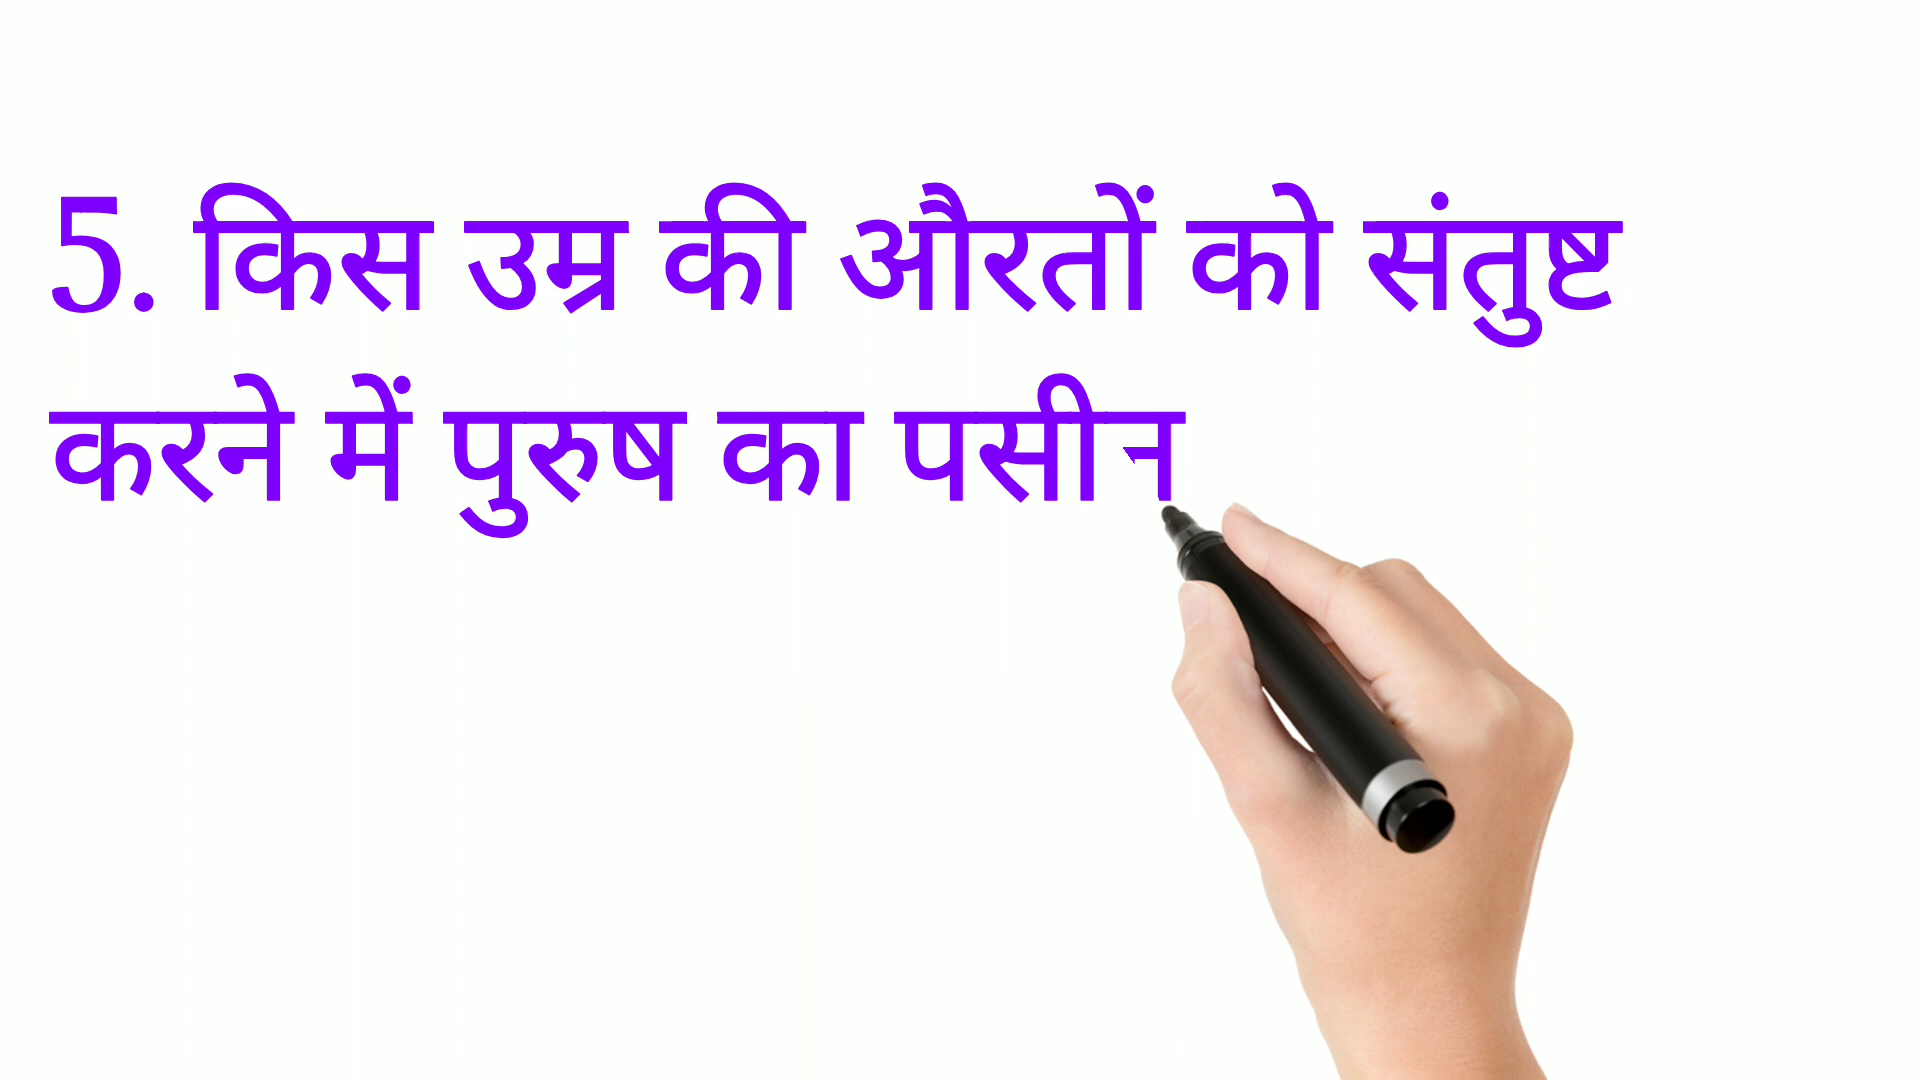 5. किस उम्र की औरतों को संतुष्ट
करने में पुरुष का पसीन